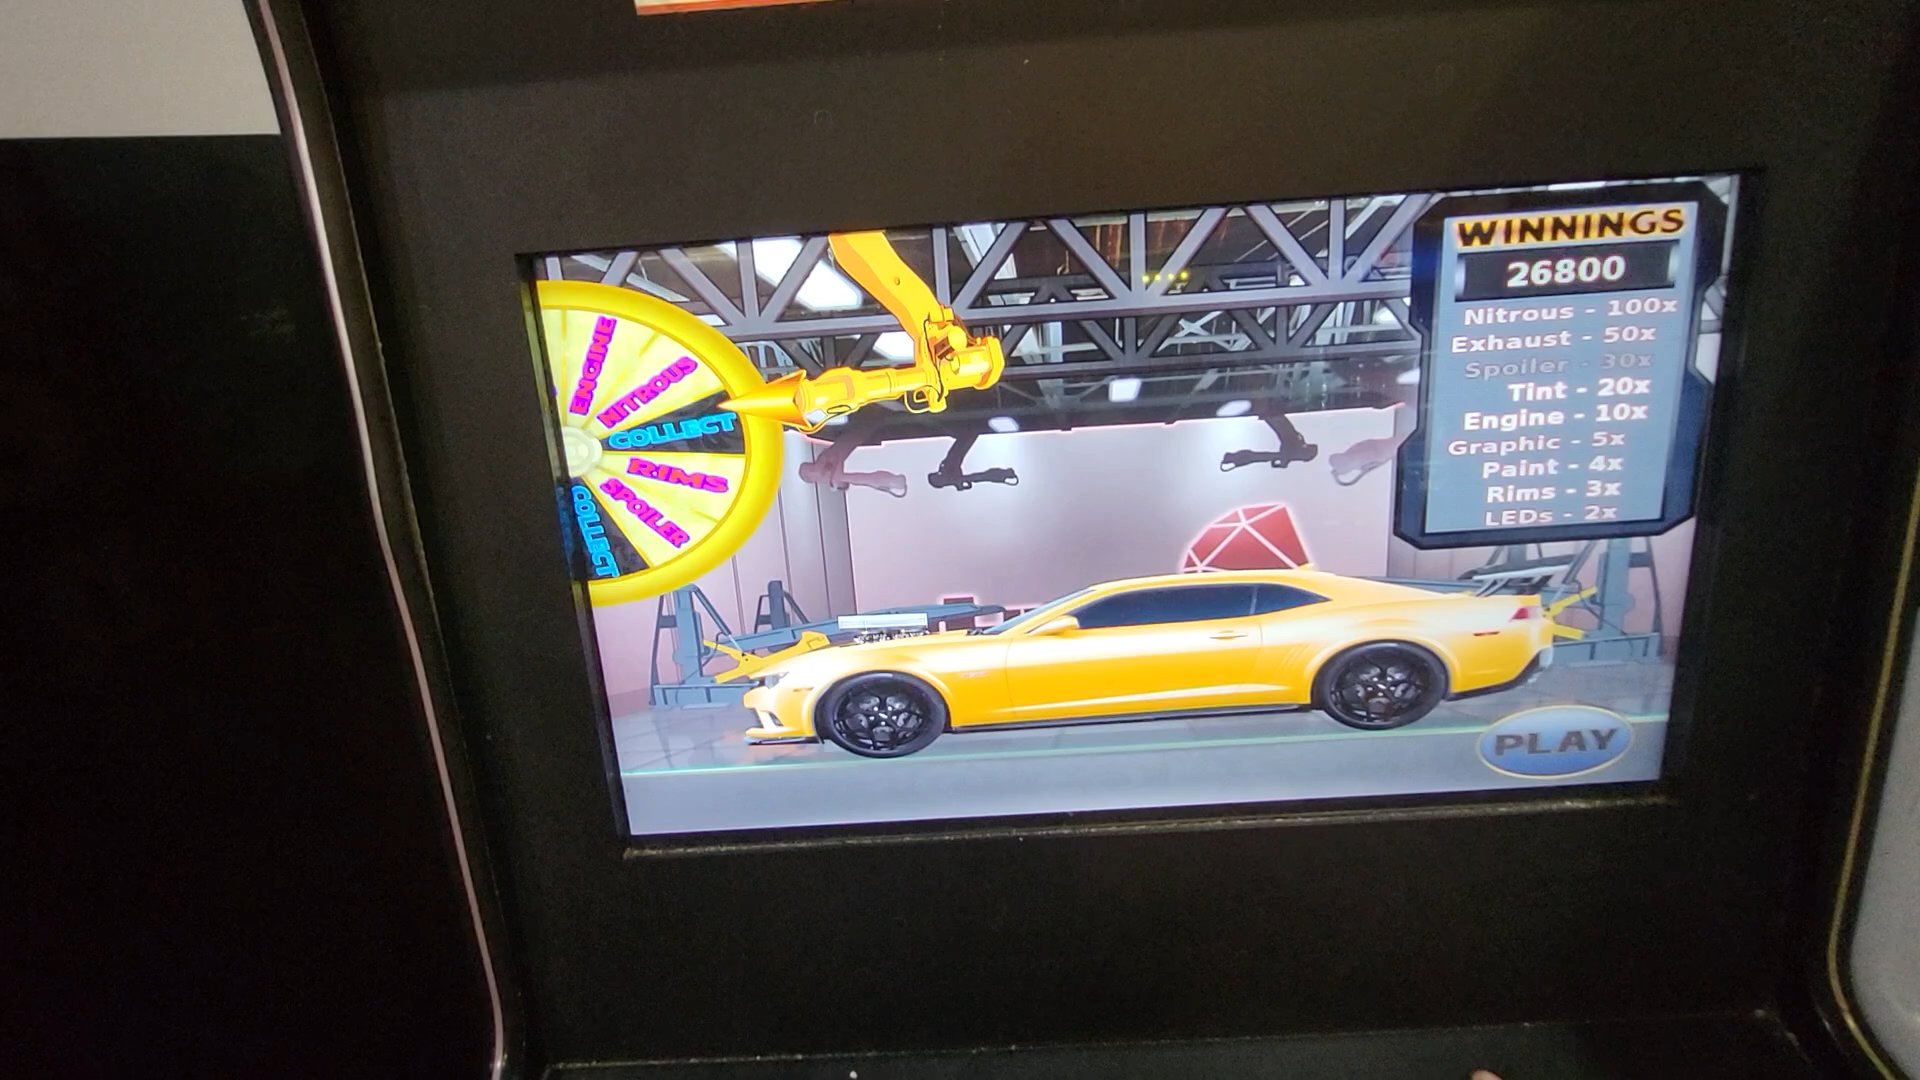 WINNINGS
26800
Nitrous - 100x
Exhaust - 50x
Spoiler - 30x
Tint - 20x
Engine - 10x
Graphic - 5x
Paint - 4x
Rims - 3x
LEDs - 2x
ENGINE
NITROUS
COLLECT
RIMS
SPOILER
COLLECT
PLAY